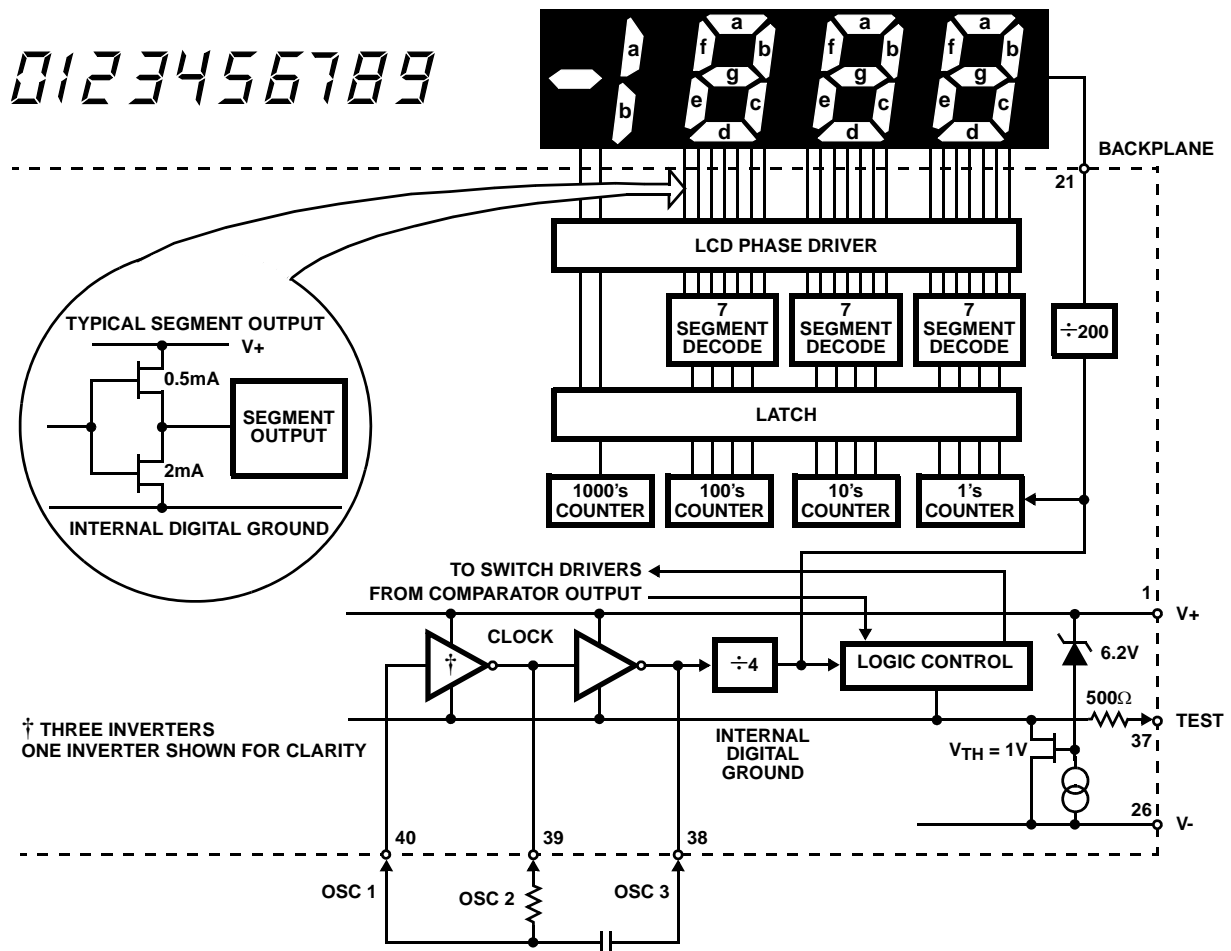 0123456789
a
b
a
f
b
g
e
c
d
a
f
b
g
e
c
d
a
f
b
g
e
c
d
BACKPLANE
21
LCD PHASE DRIVER
TYPICAL SEGMENT OUTPUT
V+
0.5mA
SEGMENT
OUTPUT
2mA
INTERNAL DIGITAL GROUND
7
SEGMENT
DECODE
7
SEGMENT
DECODE
7
SEGMENT
DECODE
÷200
LATCH
1000's
COUNTER
100's
COUNTER
10's
COUNTER
1's
COUNTER
TO SWITCH DRIVERS
FROM COMPARATOR OUTPUT
1
V+
CLOCK
†
÷4
LOGIC CONTROL
6.2V
500Ω
TEST
37
† THREE INVERTERS
ONE INVERTER SHOWN FOR CLARITY
INTERNAL
DIGITAL
GROUND
VTH = 1V
26
V-
40
39
38
OSC 1
OSC 2
OSC 3